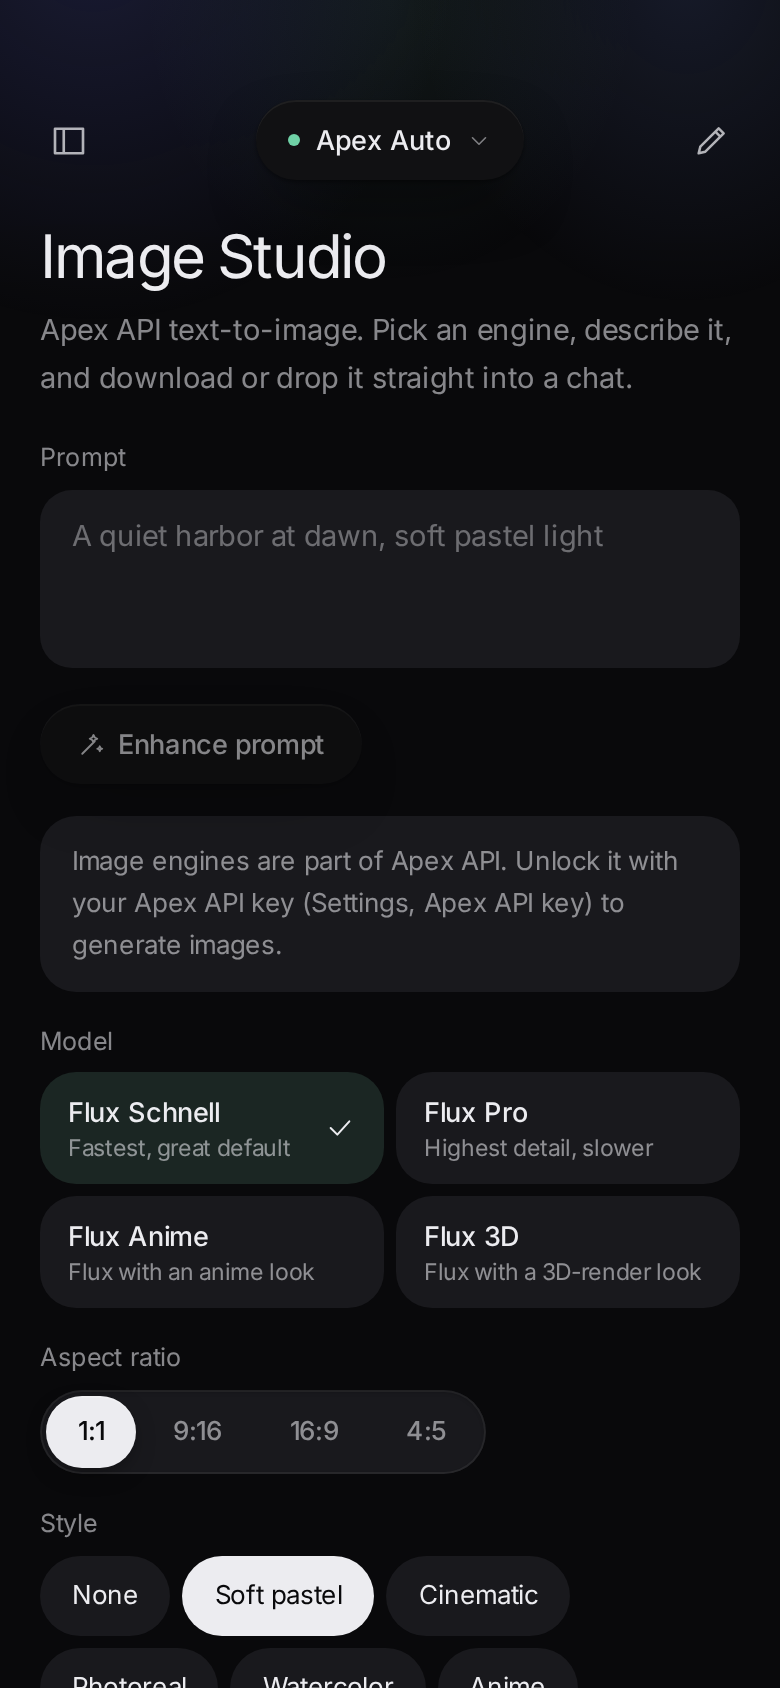 Apex Auto
Image Studio
Apex API text-to-image. Pick an engine, describe it,
and download or drop it straight into a chat.
Prompt
A quiet harbor at dawn, soft pastel light
Enhance prompt
Image engines are part of Apex API. Unlock it with
your Apex API key (Settings, Apex API key) to
generate images.
Model
Flux Schnell
Fastest, great default
Flux Pro
Highest detail, slower
Flux Anime
Flux with an anime look
Flux 3D
Flux with a 3D-render look
Aspect ratio
1:1 9:16 16:9 4:5
Style
None Soft pastel Cinematic
Photoreal Watercolor Anime